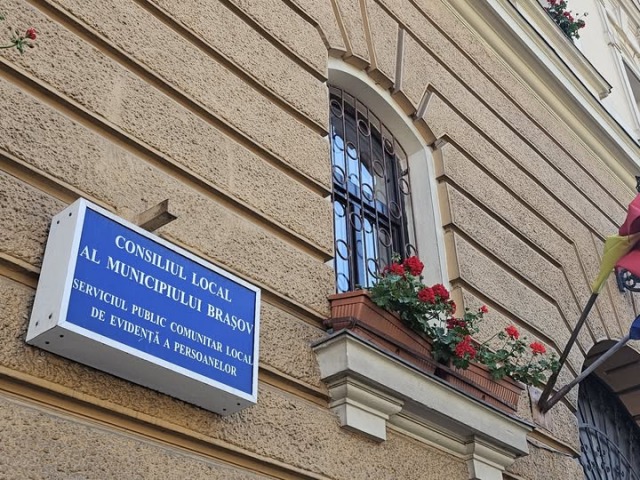 CONSILIUL LOCAL
AL MUNICIPIULUI BRAȘOV
SERVICIUL PUBLIC COMUNITAR LOCAL
DE EVIDENȚĂ A PERSOANELOR